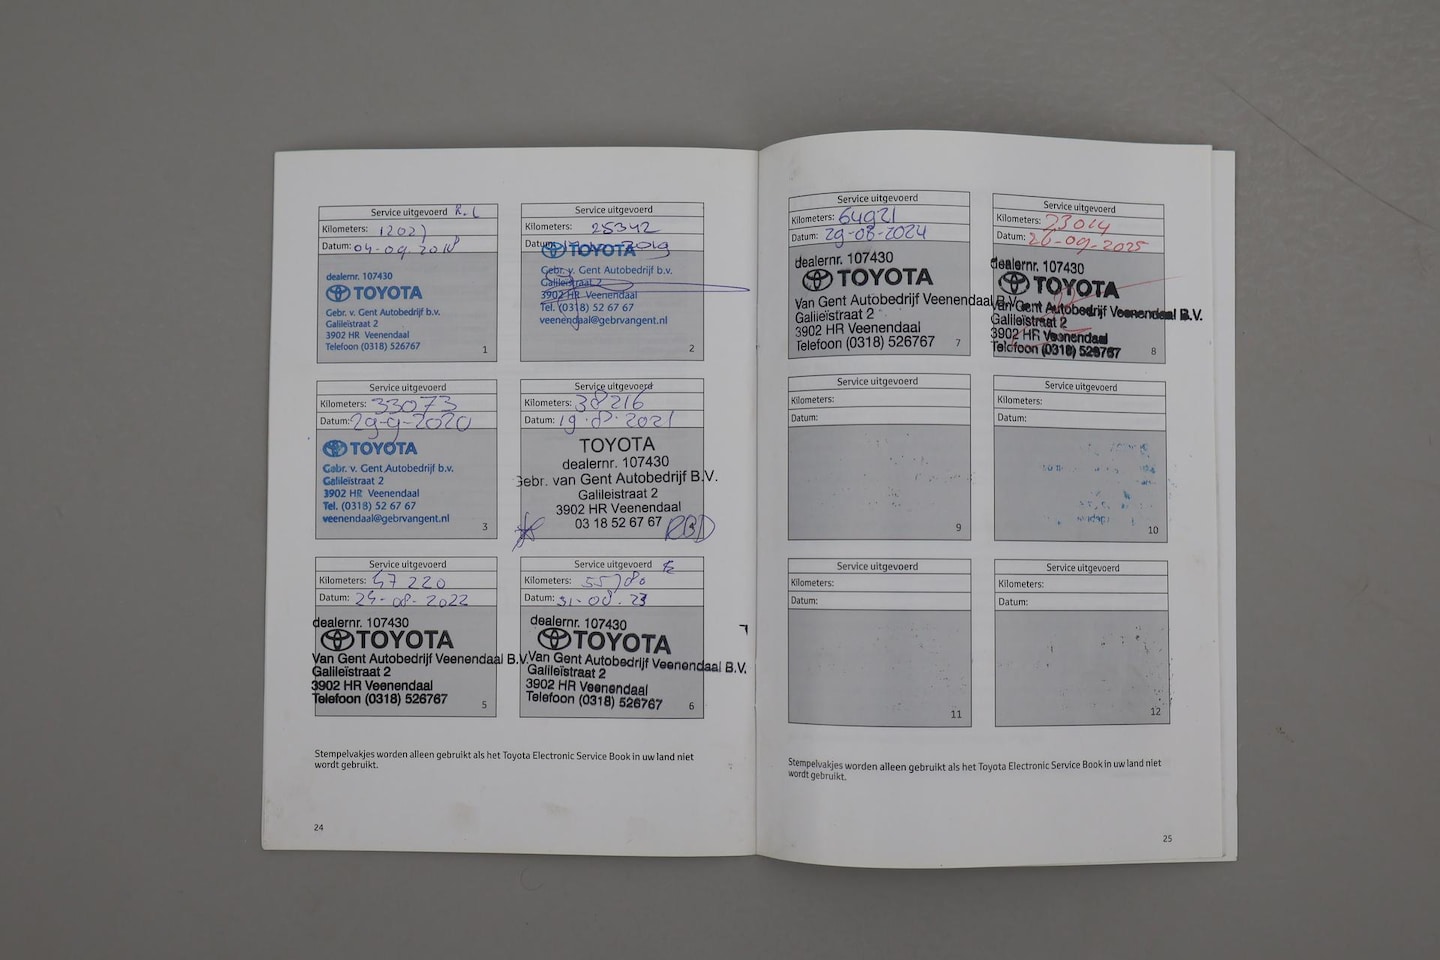 Service uitgevoerd R.L
Kilometers: 12021
Datum: 04-09-2018
dealernr. 107430
TOYOTA
Gebr. v. Gent Autobedrijf b.v.
Galileïstraat 2
3902 HR Veenendaal
Telefoon (0318) 526767
1
Service uitgevoerd
Kilometers: 25342
Datum: 2019
TOYOTA
Gebr. v. Gent Autobedrijf b.v.
Galileïstraat 2
3902 HR Veenendaal
Tel. (0318) 52 67 67
veenendaal@gebrvangent.nl
2
Service uitgevoerd
Kilometers: 33073
Datum: 29-9-2020
TOYOTA
Gebr. v. Gent Autobedrijf b.v.
Galileïstraat 2
3902 HR Veenendaal
Tel. (0318) 52 67 67
veenendaal@gebrvangent.nl
3
Service uitgevoerd
Kilometers: 38216
Datum: 19-8-2021
TOYOTA
dealernr. 107430
Gebr. van Gent Autobedrijf B.V.
Galileistraat 2
3902 HR Veenendaal
03 18 52 67 67
Service uitgevoerd
Kilometers: 47 220
Datum: 24-08-2022
dealernr. 107430
TOYOTA
Van Gent Autobedrijf Veenendaal B.V.
Galileïstraat 2
3902 HR Veenendaal
Telefoon (0318) 526767
5
Service uitgevoerd
Kilometers: 55780
Datum: 31-08-23
dealernr. 107430
TOYOTA
Van Gent Autobedrijf Veenendaal B.V.
Galileïstraat 2
3902 HR Veenendaal
Telefoon (0318) 526767
6
Stempelvakjes worden alleen gebruikt als het Toyota Electronic Service Book in uw land niet
wordt gebruikt.
24
Service uitgevoerd
Kilometers: 64921
Datum: 29-08-2024
dealernr. 107430
TOYOTA
Van Gent Autobedrijf Veenendaal B.V.
Galileïstraat 2
3902 HR Veenendaal
Telefoon (0318) 526767
7
Service uitgevoerd
Kilometers: 73014
Datum: 26-09-2025
dealernr. 107430
TOYOTA
Van Gent Autobedrijf Veenendaal B.V.
Galileïstraat 2
3902 HR Veenendaal
Telefoon (0318) 526767
8
Service uitgevoerd
Kilometers:
Datum:
9
Service uitgevoerd
Kilometers:
Datum:
10
Service uitgevoerd
Kilometers:
Datum:
11
Service uitgevoerd
Kilometers:
Datum:
12
Stempelvakjes worden alleen gebruikt als het Toyota Electronic Service Book in uw land niet
wordt gebruikt.
25